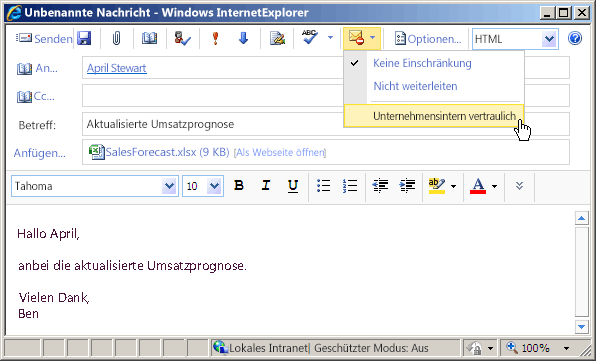 Unbenannte Nachricht - Windows InternetExplorer
Senden ABC Optionen... HTML
Keine Einschränkung
Nicht weiterleiten
Unternehmensintern vertraulich
An... April Stewart
Cc...
Betreff: Aktualisierte Umsatzprognose
Anfügen... SalesForecast.xlsx (9 KB) [Als Webseite öffnen]
Tahoma 10 B I U ab A
Hallo April,
anbei die aktualisierte Umsatzprognose.
Vielen Dank,
Ben
Lokales Intranet| Geschützter Modus: Aus 100%